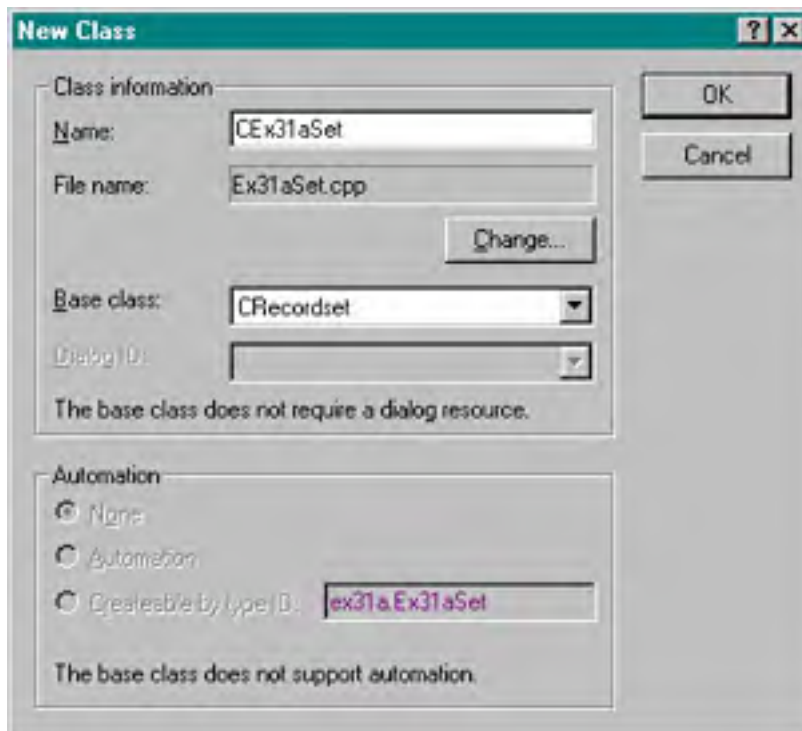 New Class
Class information
Name:
CEx31aSet
File name:
Ex31aSet.cpp
Change...
Base class:
CRecordset
Dialog ID:
The base class does not require a dialog resource.
Automation
None
Automation
Createable by type ID:
ex31a.Ex31aSet
The base class does not support automation.
OK
Cancel